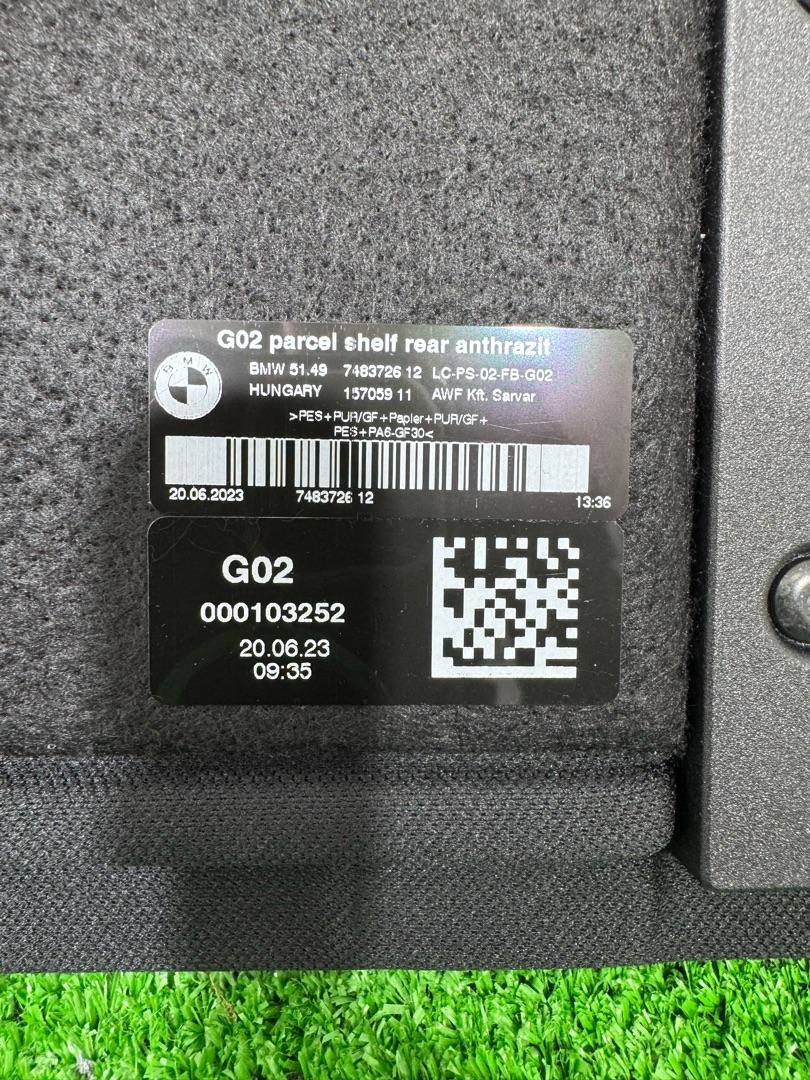 G02 parcel shelf rear anthrazit
BMW
BMW 51.49 7483726 12 LC-PS-02-FB-G02
HUNGARY 157059 11 AWF Kft. Sarvar
>PES+PUR/GF+Papier+PUR/GF+
PES+PA6-GF30<
20.06.2023 7483726 12 13:36
G02
000103252
20.06.23
09:35